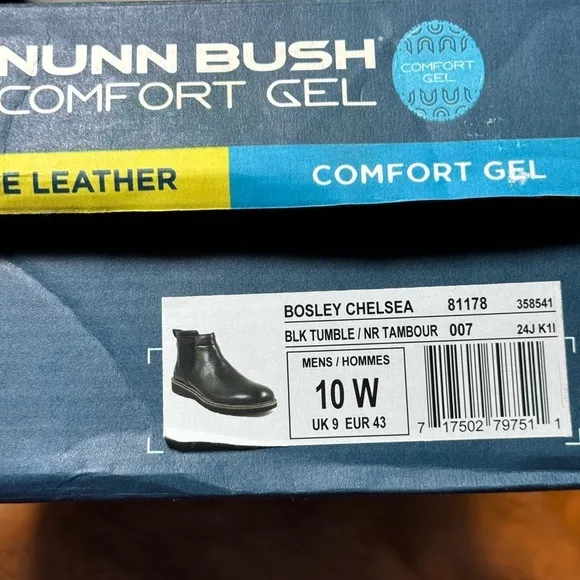 NUNN BUSH
COMFORT GEL
COMFORT
GEL
E LEATHER
COMFORT GEL
BOSLEY CHELSEA 81178 358541
BLK TUMBLE / NR TAMBOUR 007 24J K1I
MENS / HOMMES
10 W
UK 9 EUR 43
7 17502 79751 1